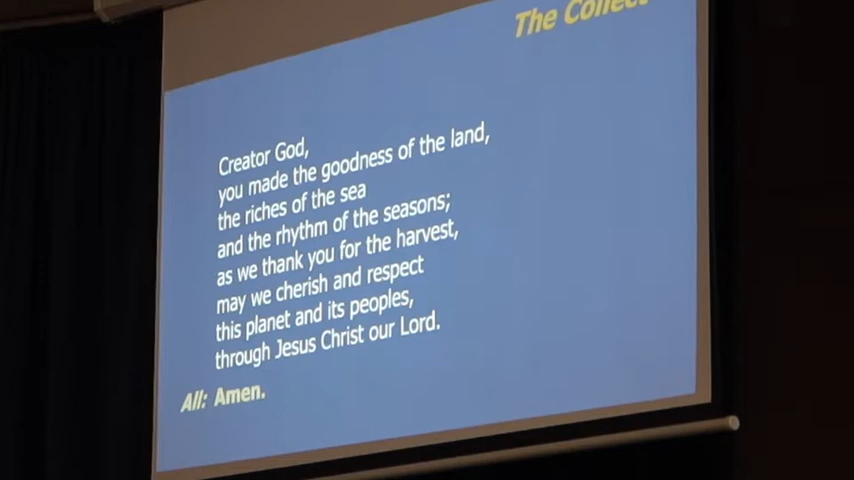 The Collect
Creator God,
you made the goodness of the land,
the riches of the sea
and the rhythm of the seasons;
as we thank you for the harvest,
may we cherish and respect
this planet and its peoples,
through Jesus Christ our Lord.
All: Amen.